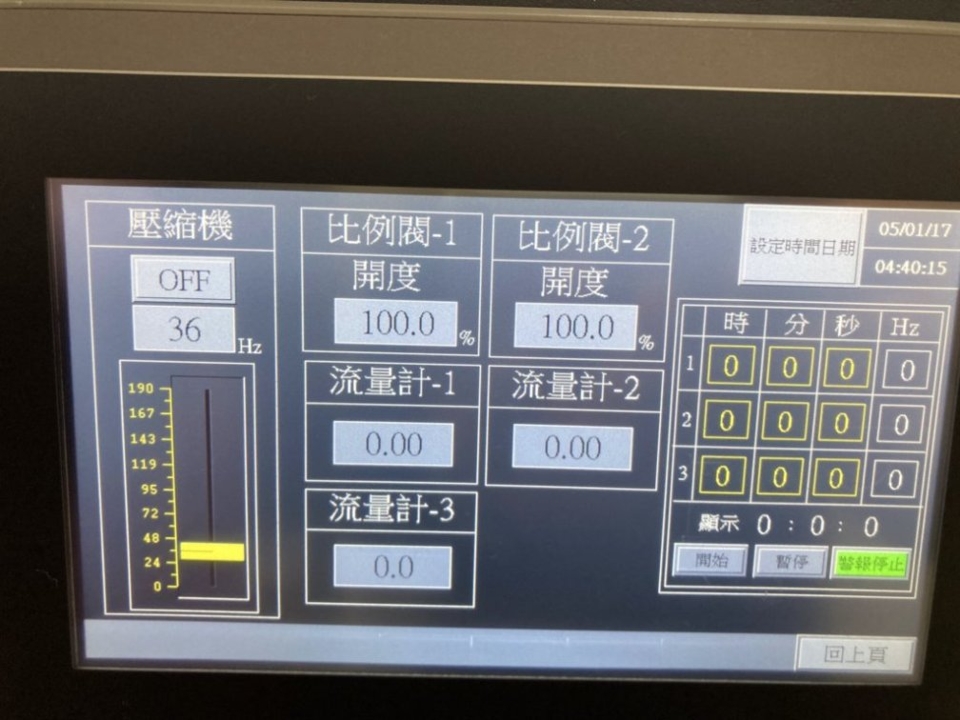 壓縮機
OFF
36
Hz
190
167
143
119
95
72
48
24
0
比例閥-1
開度
100.0
%
比例閥-2
開度
100.0
%
流量計-1
0.00
流量計-2
0.00
流量計-3
0.0
設定時間日期
05/01/17
04:40:15
時 分 秒 Hz
1 0 0 0 0
2 0 0 0 0
3 0 0 0 0
顯示 0 : 0 : 0
開始 暫停 警報停止
回上頁